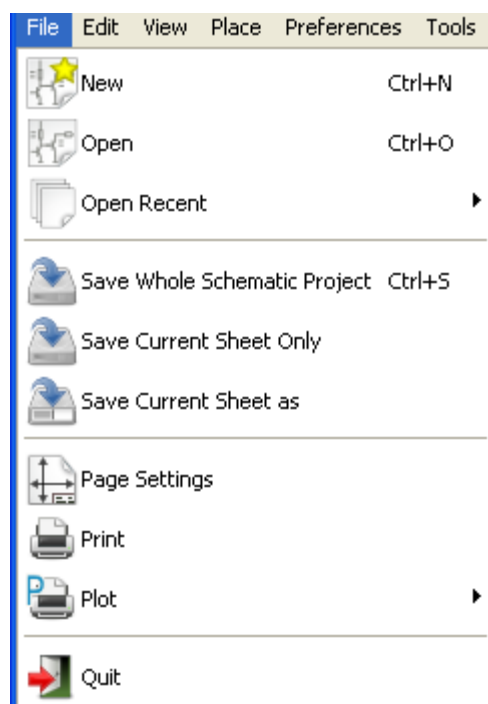 File Edit View Place Preferences Tools
New Ctrl+N
Open Ctrl+O
Open Recent
Save Whole Schematic Project Ctrl+S
Save Current Sheet Only
Save Current Sheet as
Page Settings
Print
P Plot
Quit